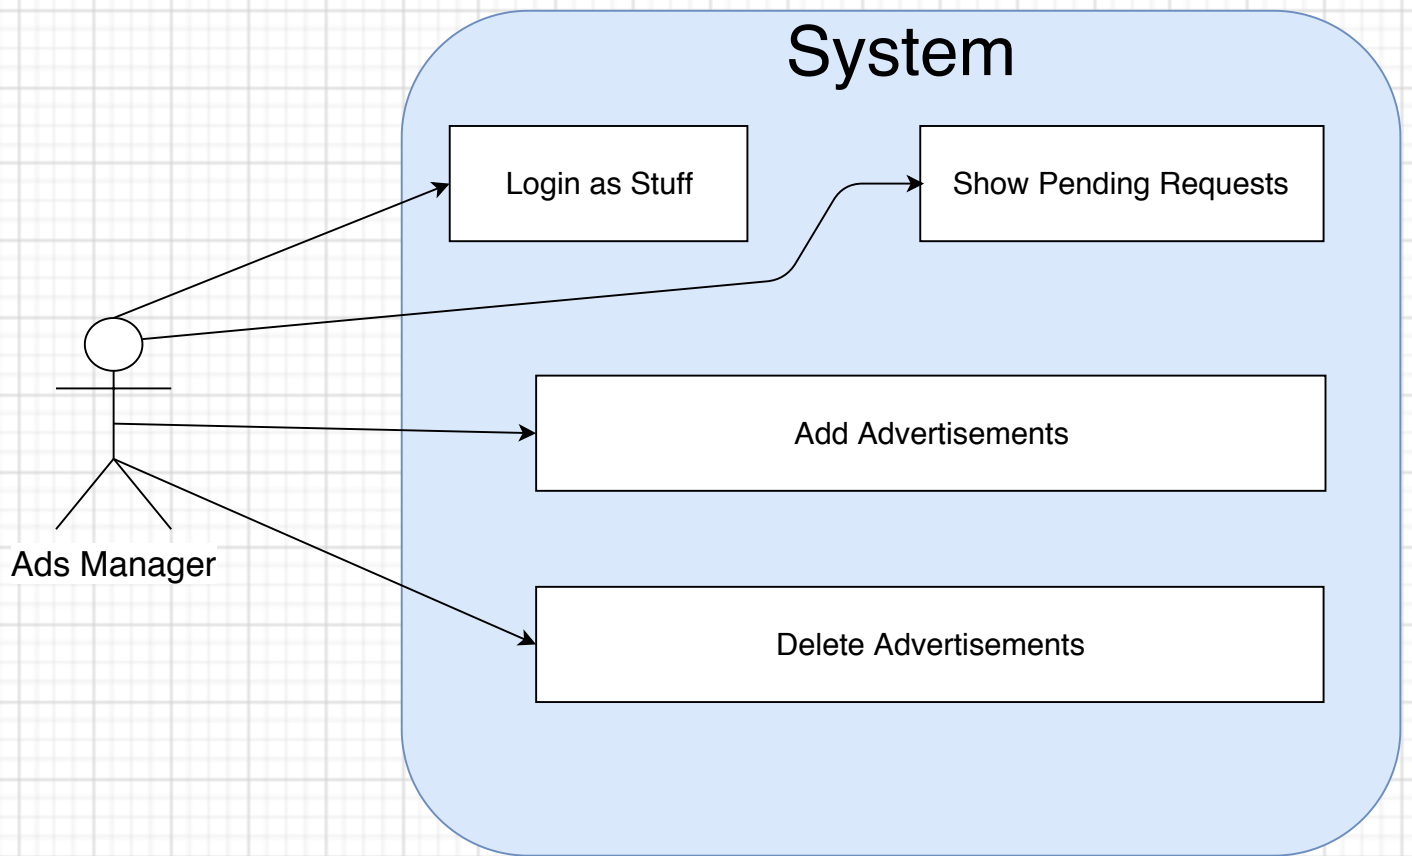 System
Login as Stuff
Show Pending Requests
Add Advertisements
Ads Manager
Delete Advertisements